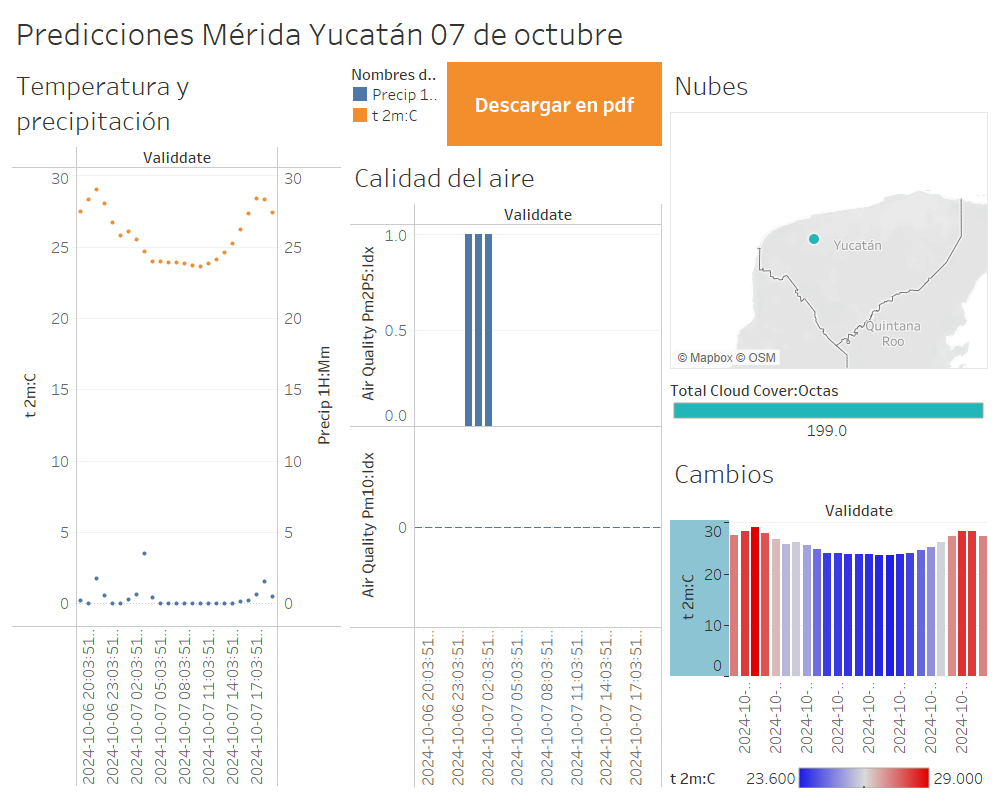 Predicciones Mérida Yucatán 07 de octubre
Temperatura y
precipitación
Validdate
30
25
20
15
10
5
0
t 2m:C
30
25
20
15
10
5
0
Precip 1H:Mm
2024-10-06 20:03:51..
2024-10-06 23:03:51..
2024-10-07 02:03:51..
2024-10-07 05:03:51..
2024-10-07 08:03:51..
2024-10-07 11:03:51..
2024-10-07 14:03:51..
2024-10-07 17:03:51..
Nombres d..
Precip 1..
t 2m:C
Descargar en pdf
Calidad del aire
Validdate
Air Quality Pm2P5:Idx
1.0
0.5
0.0
Air Quality Pm10:Idx
0
2024-10-06 20:03:51..
2024-10-06 23:03:51..
2024-10-07 02:03:51..
2024-10-07 05:03:51..
2024-10-07 08:03:51..
2024-10-07 11:03:51..
2024-10-07 14:03:51..
2024-10-07 17:03:51..
Nubes
Yucatán
Quintana
Roo
© Mapbox © OSM
Total Cloud Cover:Octas
199.0
Cambios
Validdate
t 2m:C
30
20
10
0
2024-10-..
2024-10-..
2024-10-..
2024-10-..
2024-10-..
2024-10-..
2024-10-..
2024-10-..
t 2m:C
23.600
29.000